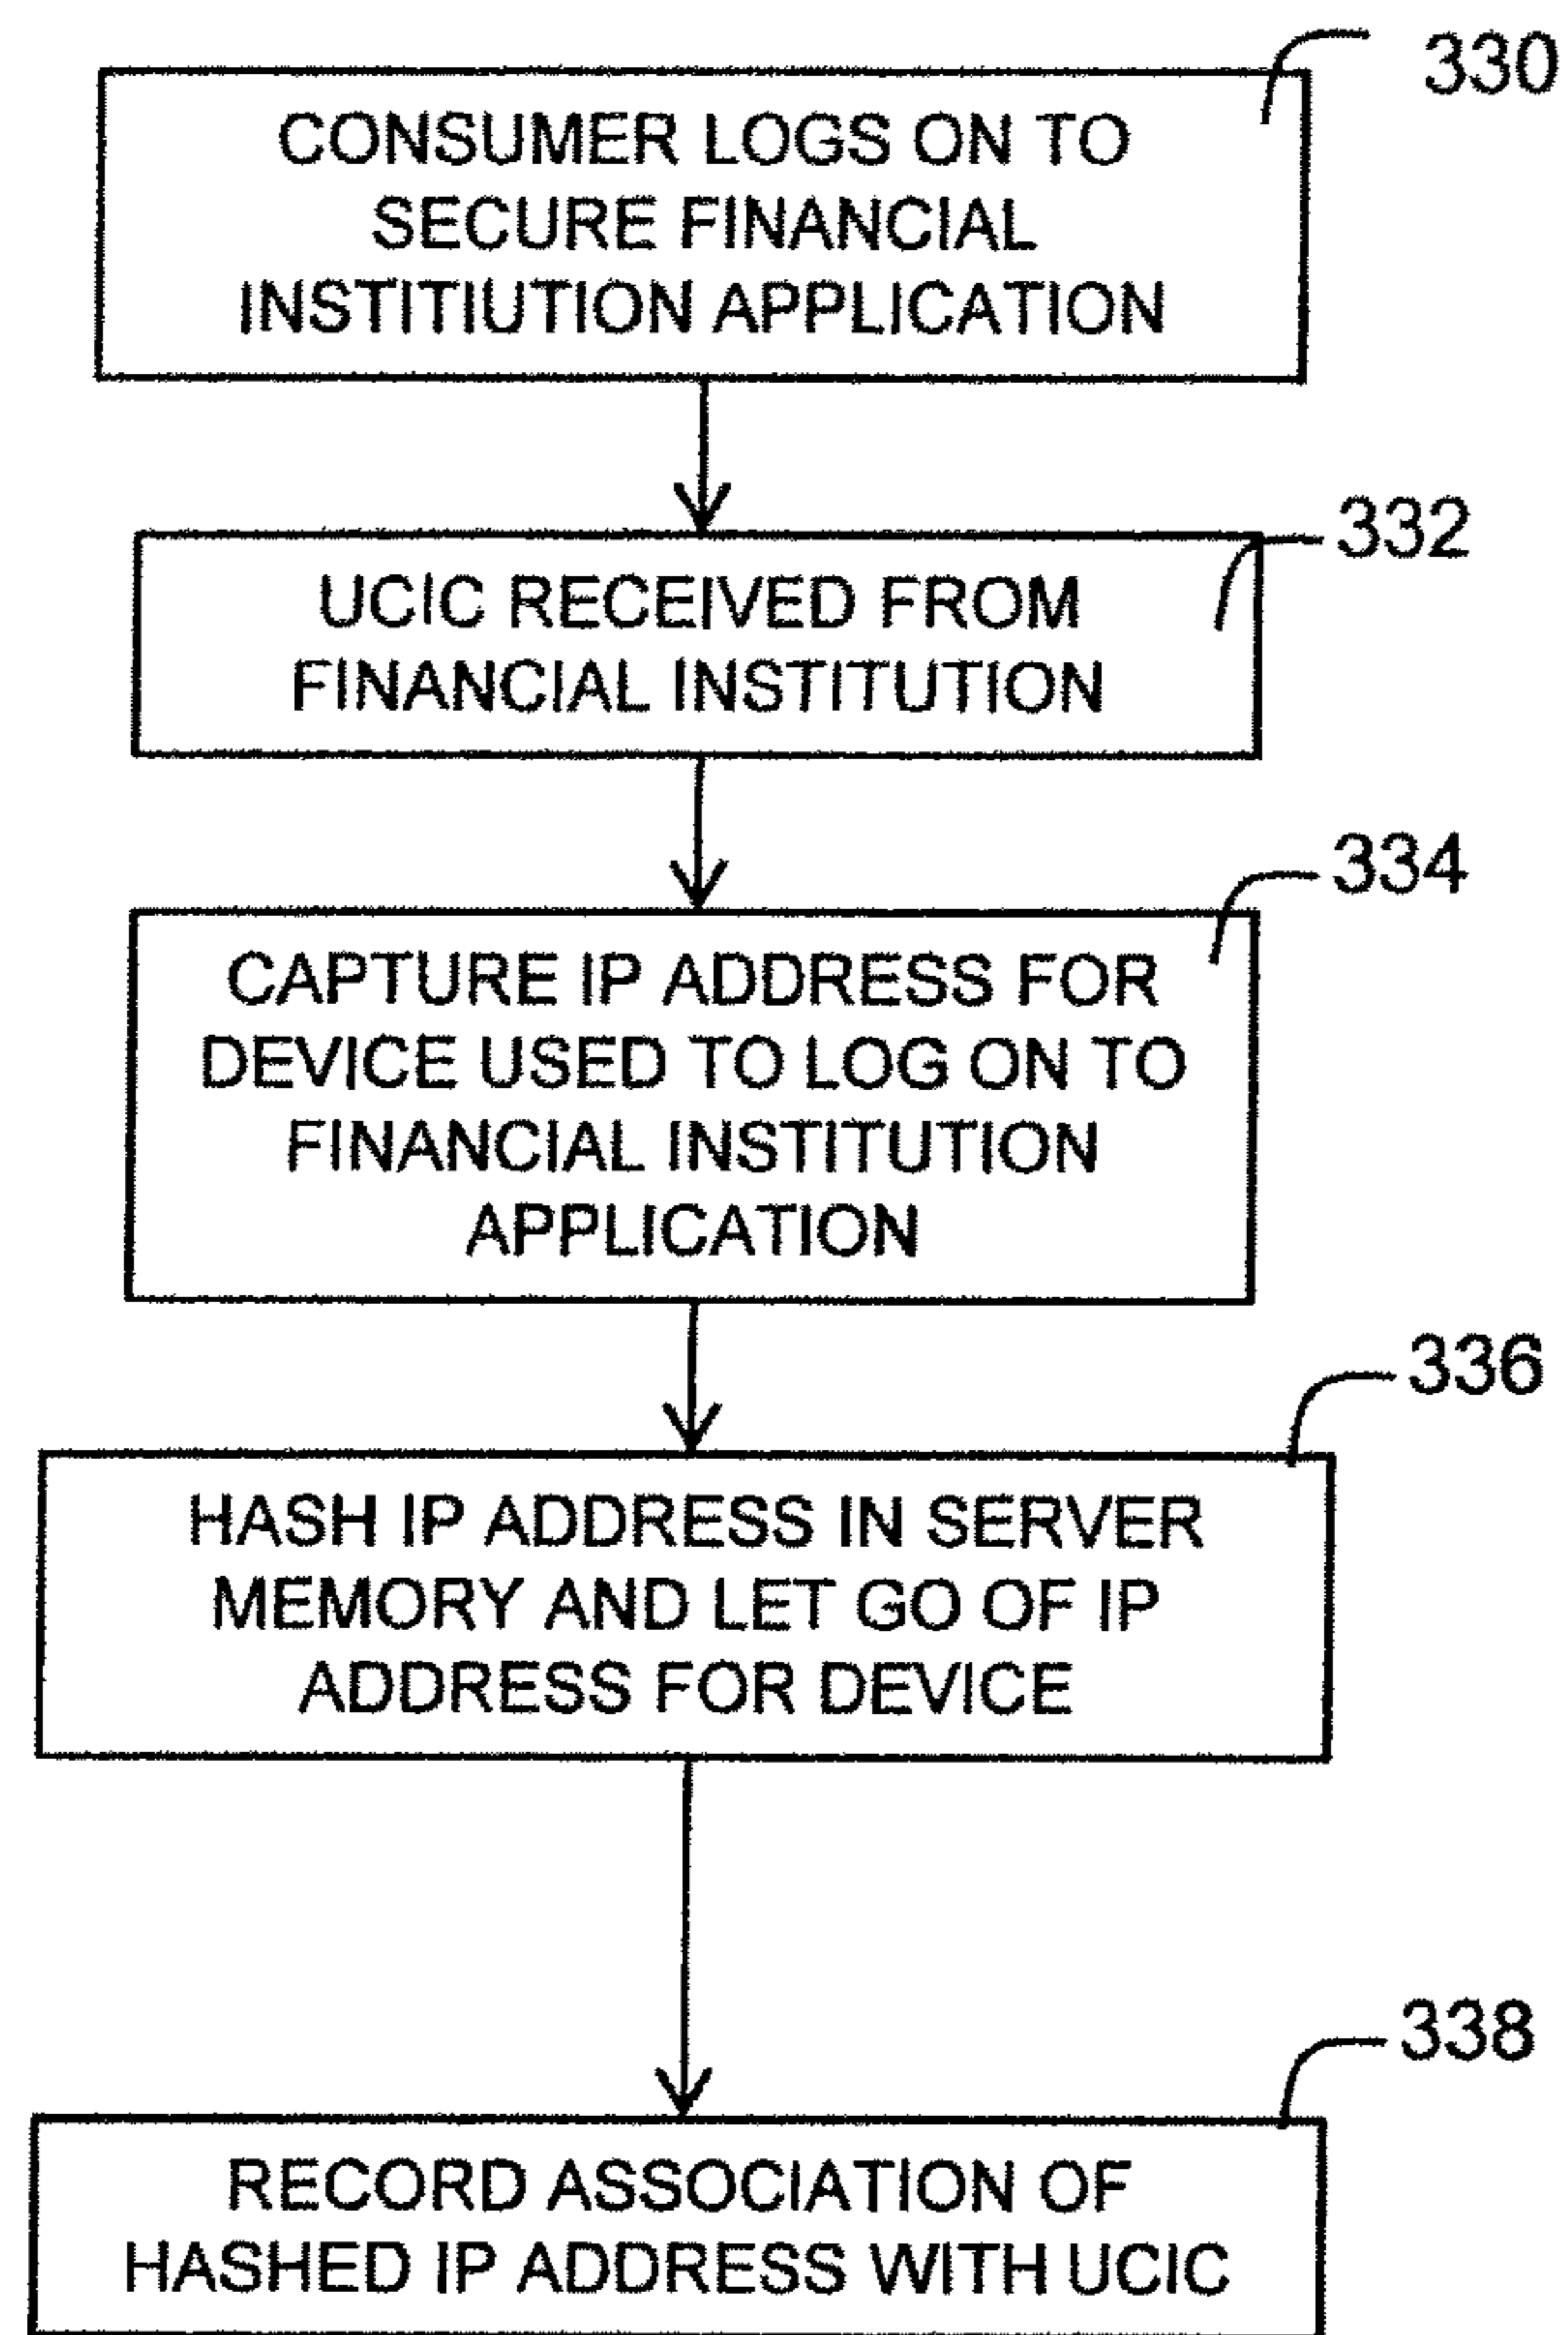 330
CONSUMER LOGS ON TO
SECURE FINANCIAL
INSTITIUTION APPLICATION
332
UCIC RECEIVED FROM
FINANCIAL INSTITUTION
334
CAPTURE IP ADDRESS FOR
DEVICE USED TO LOG ON TO
FINANCIAL INSTITUTION
APPLICATION
336
HASH IP ADDRESS IN SERVER
MEMORY AND LET GO OF IP
ADDRESS FOR DEVICE
338
RECORD ASSOCIATION OF
HASHED IP ADDRESS WITH UCIC